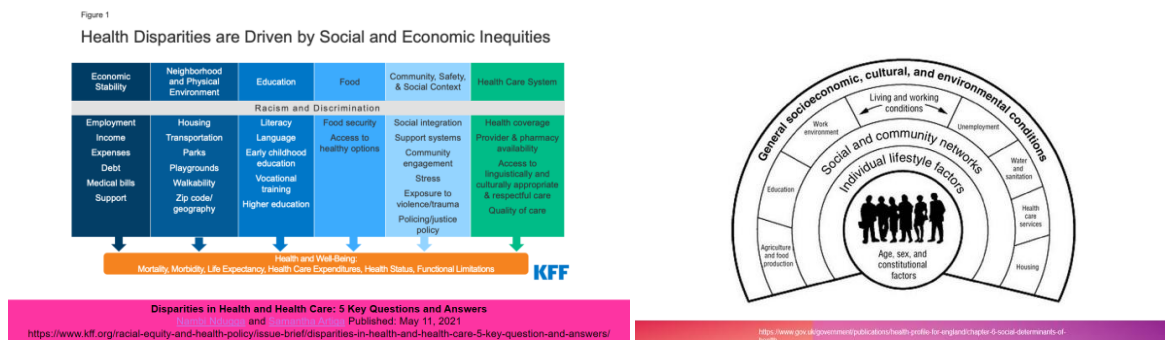 Figure 1
Health Disparities are Driven by Social and Economic Inequities
Economic
Stability
Neighborhood
and Physical
Environment
Education
Food
Community, Safety,
& Social Context
Health Care System
Racism and Discrimination
Employment
Income
Expenses
Debt
Medical bills
Support
Housing
Transportation
Parks
Playgrounds
Walkability
Zip code/
geography
Literacy
Language
Early childhood
education
Vocational
training
Higher education
Food security
Access to
healthy options
Social integration
Support systems
Community
engagement
Stress
Exposure to
violence/trauma
Policing/justice
policy
Health coverage
Provider & pharmacy
availability
Access to
linguistically and
culturally appropriate
& respectful care
Quality of care
Health and Well-Being:
Mortality, Morbidity, Life Expectancy, Health Care Expenditures, Health Status, Functional Limitations
KFF
Disparities in Health and Health Care: 5 Key Questions and Answers
Nambi Ndugga and Samantha Artiga Published: May 11, 2021
https://www.kff.org/racial-equity-and-health-policy/issue-brief/disparities-in-health-and-health-care-5-key-question-and-answers/
General socioeconomic, cultural, and environmental conditions
Living and working
conditions
Work
environment
Unemployment
Education
Water
and
sanitation
Agriculture
and food
production
Health
care
services
Housing
Social and community networks
Individual lifestyle factors
Age, sex, and
constitutional
factors
https://www.gov.uk/government/publications/health-profile-for-england/chapter-6-social-determinants-of-